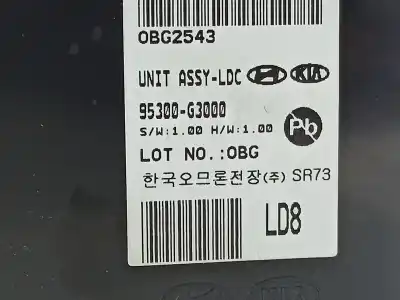 OBG2543
UNIT ASSY-LDC KIA
95300-G3000
S/W:1.00 H/W:1.00 Pb
LOT NO.:OBG
한국오므론전장(주) SR73
LD8